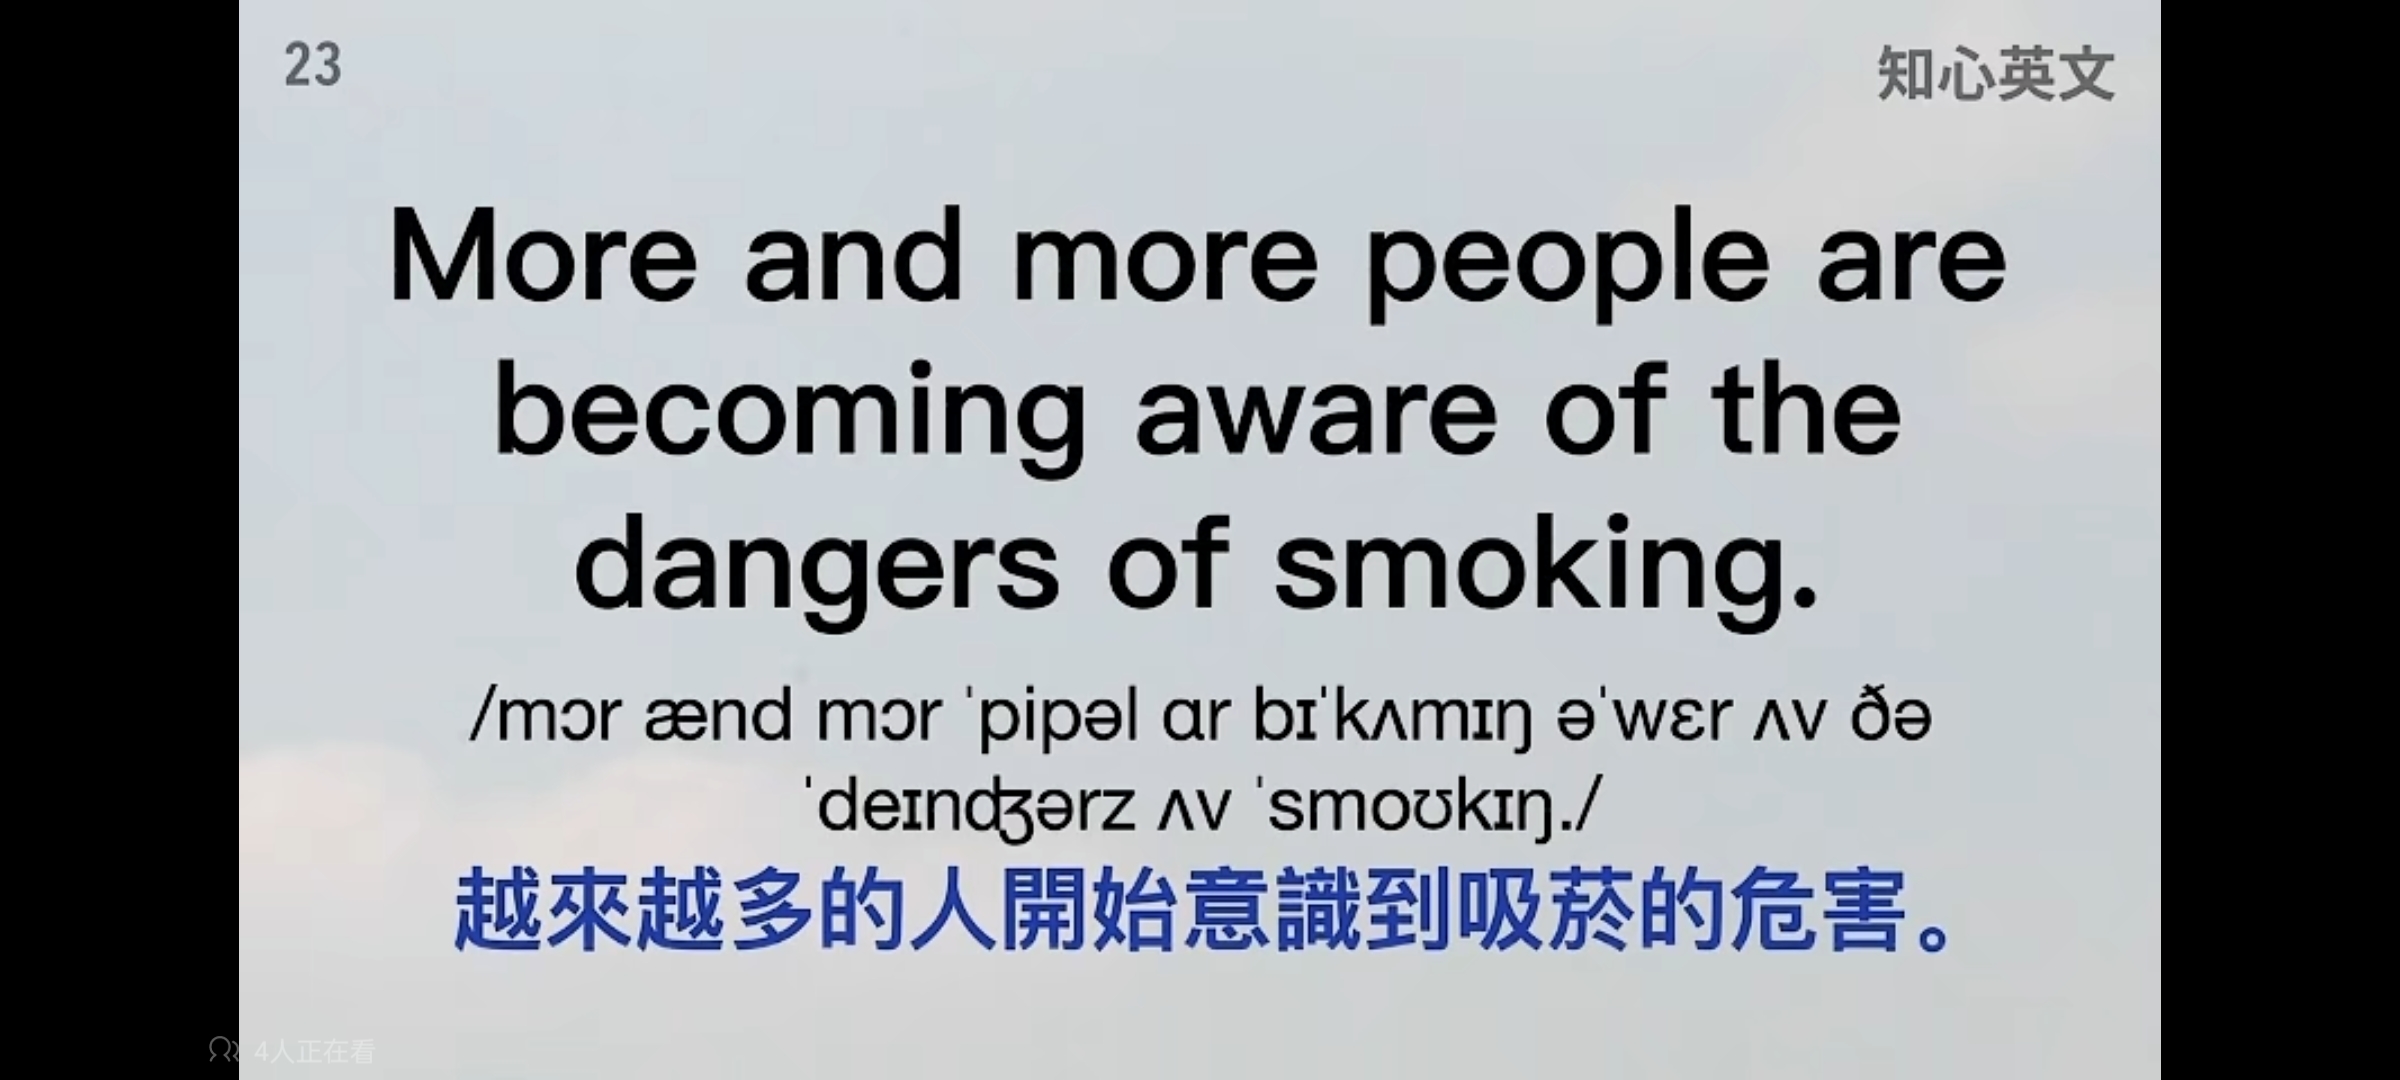 23
知心英文
More and more people are
becoming aware of the
dangers of smoking.
/mɔr ænd mɔr ˈpipəl ɑr bɪˈkʌmɪŋ əˈwɛr ʌv ðə
ˈdeɪnʤərz ʌv ˈsmoʊkɪŋ./
越來越多的人開始意識到吸菸的危害。
4人正在看